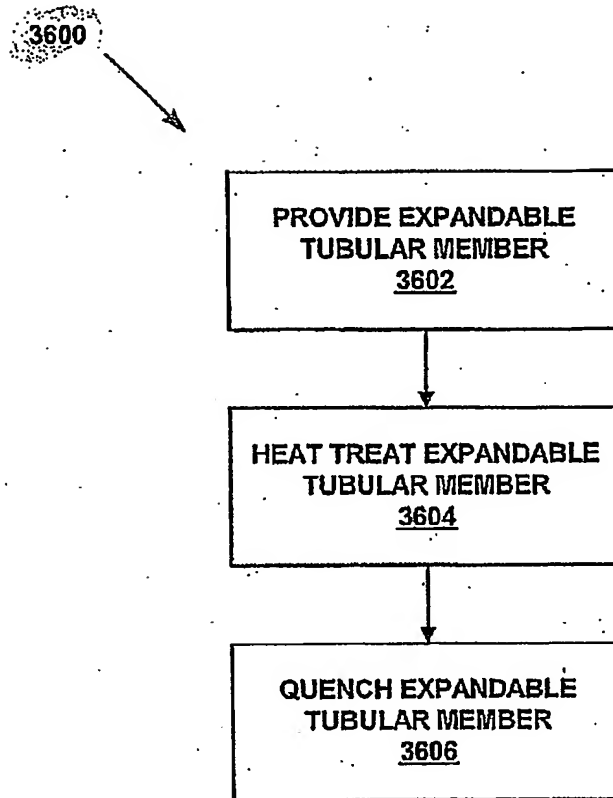 3600
PROVIDE EXPANDABLE
TUBULAR MEMBER
3602
HEAT TREAT EXPANDABLE
TUBULAR MEMBER
3604
QUENCH EXPANDABLE
TUBULAR MEMBER
3606